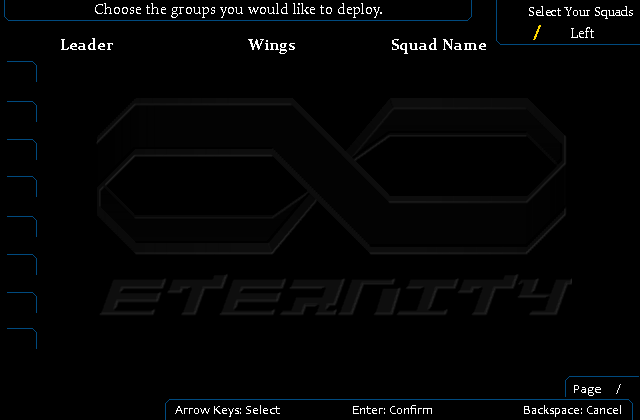 Choose the groups you would like to deploy.
Select Your Squads
/ Left
Leader Wings Squad Name
ETERNITY
Page /
Arrow Keys: Select Enter: Confirm Backspace: Cancel